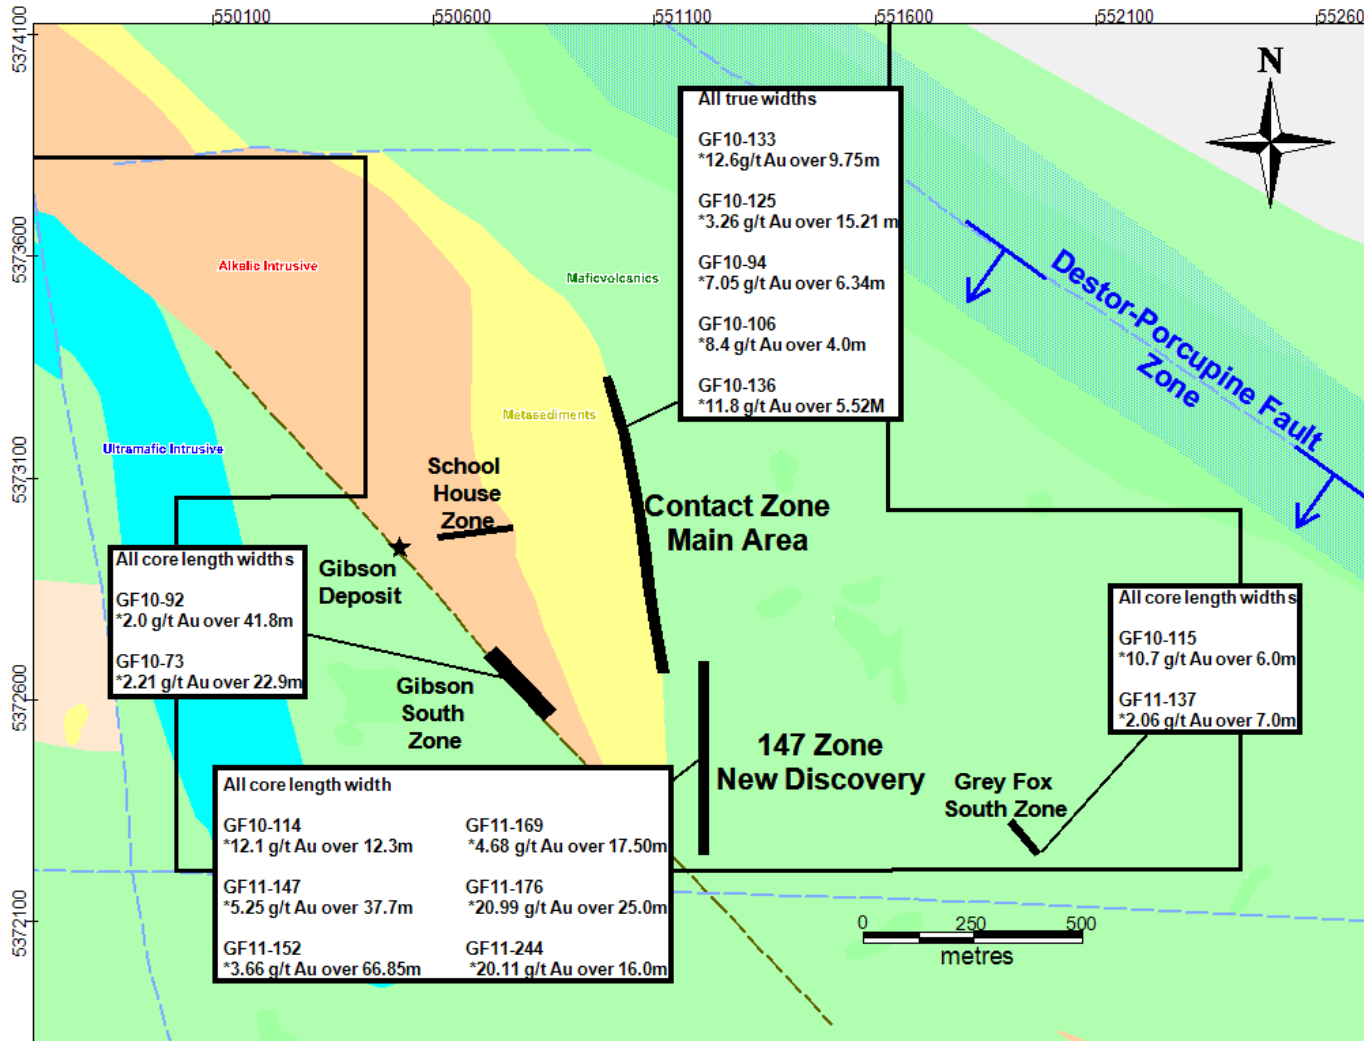 550100 550600 551100 551600 552100 552600
5374100
5373600
5373100
5372600
5372100
N
All true widths
GF10-133
*12.6g/t Au over 9.75m
GF10-125
*3.26 g/t Au over 15.21 m
GF10-94
*7.05 g/t Au over 6.34m
GF10-106
*8.4 g/t Au over 4.0m
GF10-136
*11.8 g/t Au over 5.52M
Alkalic Intrusive
Maficvolcanics
Metasediments
Ultramafic Intrusive
Destor-Porcupine Fault
Zone
School
House
Zone
Contact Zone
Main Area
Gibson
Deposit
All core length widths
GF10-92
*2.0 g/t Au over 41.8m
GF10-73
*2.21 g/t Au over 22.9m
Gibson
South
Zone
All core length widths
GF10-115
*10.7 g/t Au over 6.0m
GF11-137
*2.06 g/t Au over 7.0m
147 Zone
New Discovery
Grey Fox
South Zone
All core length width
GF10-114
*12.1 g/t Au over 12.3m
GF11-147
*5.25 g/t Au over 37.7m
GF11-152
*3.66 g/t Au over 66.85m
GF11-169
*4.68 g/t Au over 17.50m
GF11-176
*20.99 g/t Au over 25.0m
GF11-244
*20.11 g/t Au over 16.0m
0 250 500
metres